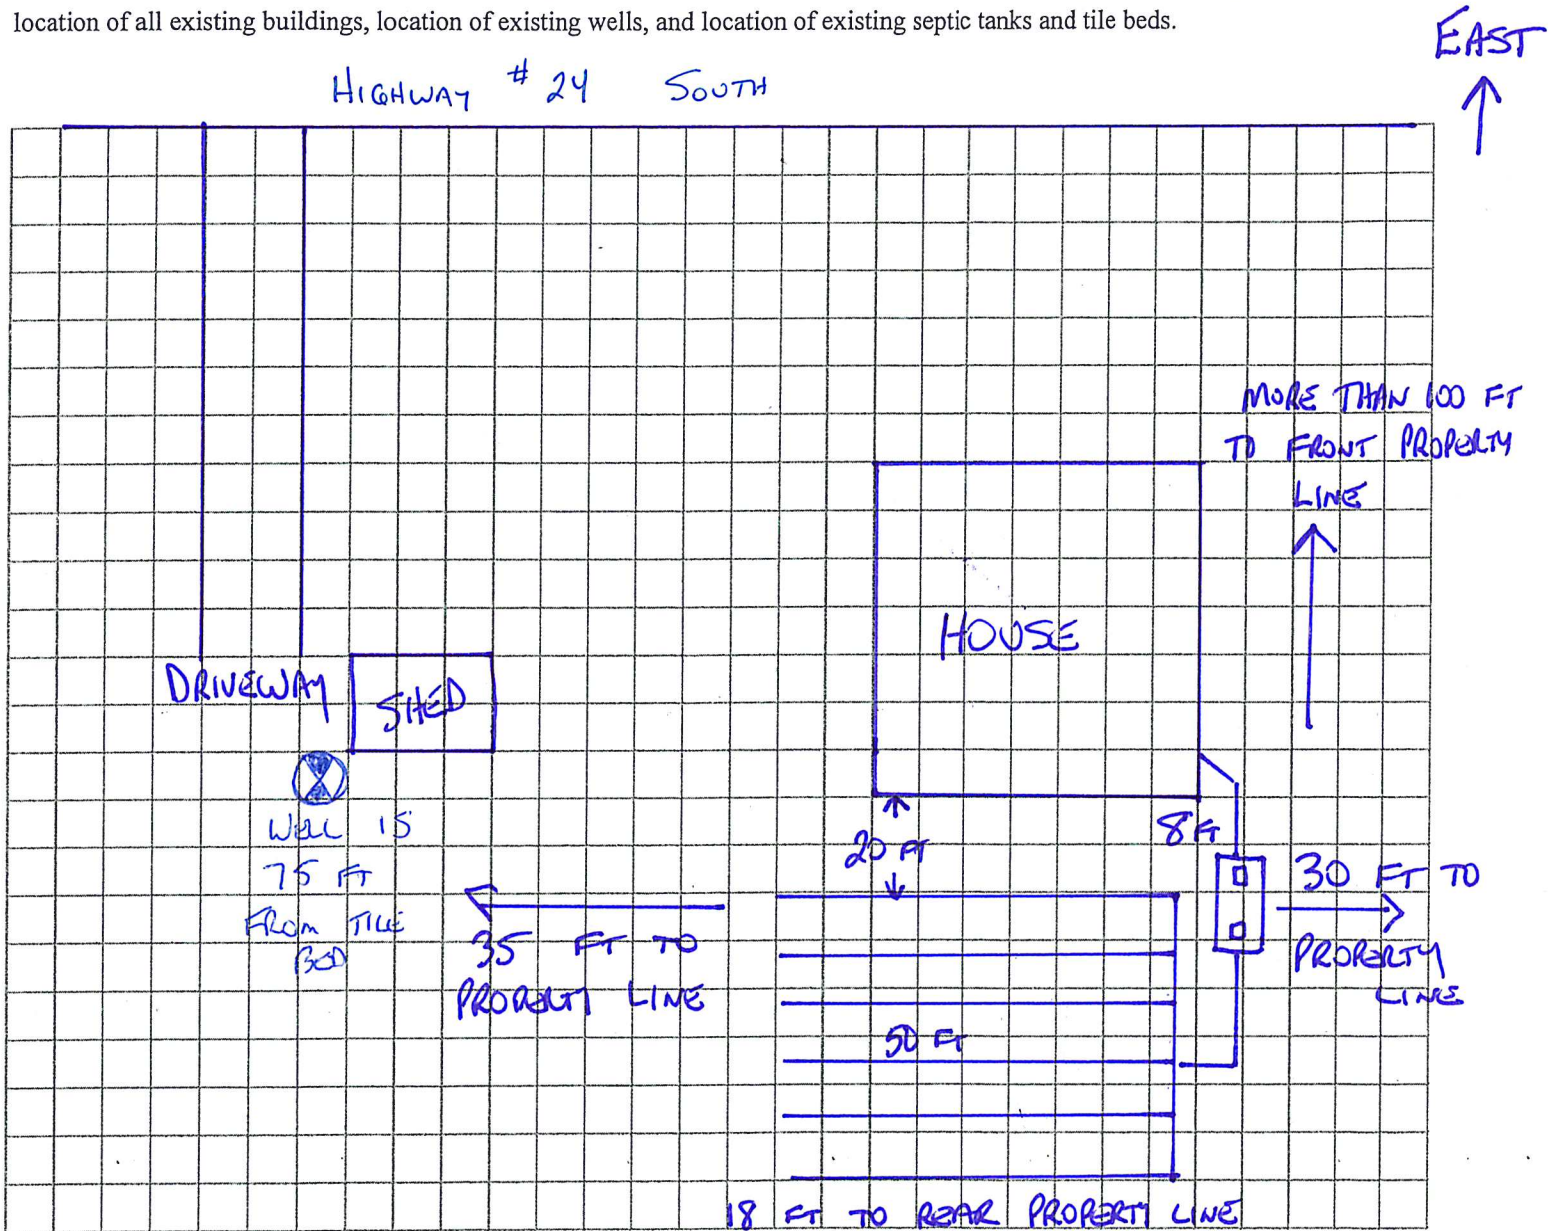 location of all existing buildings, location of existing wells, and location of existing septic tanks and tile beds.
EAST
HIGHWAY # 24 SOUTH
MORE THAN 100 FT
TO FRONT PROPERTY
LINE
HOUSE
DRIVEWAY
SHED
WELL IS
75 FT
FROM TILE
BED
20 FT
8 FT
30 FT TO
PROPERTY
LINE
35 FT TO
PROPERTY LINE
50 FT
18 FT TO REAR PROPERTY LINE